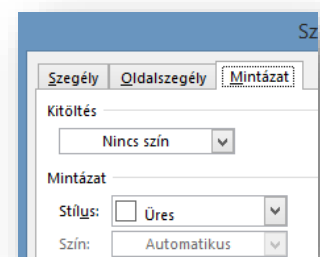 Sz
Szegély Oldalszegély Mintázat
Kitöltés
Nincs szín
Mintázat
Stílus: Üres
Szín: Automatikus